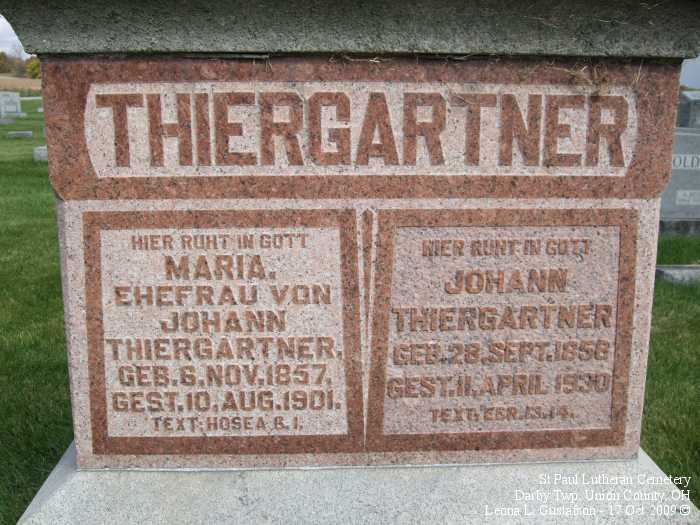 THIERGARTNER
HIER RUHT IN GOTT
MARIA.
EHEFRAU VON
JOHANN
THIERGARTNER.
GEB.6.NOV.1857.
GEST.10.AUG.1901.
TEXT: HOSEA 6.1.
HIER RUHT IN GOTT
JOHANN
THIERGARTNER
GEB.28.SEPT.1856
GEST.11.APRIL 1930
TEXT.EBR.13.14.
OLD
St Paul Lutheran Cemetery
Darby Twp, Union County, OH
Leona L. Gustafson - 17 Oct 2009 ©